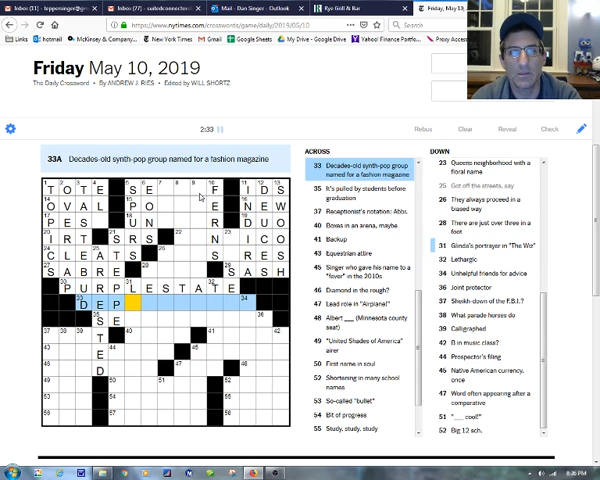 Inbox (11) - teppersinger@gm
Inbox (77) - suitedconnector
Dan Singer - Outlook
Rye Grill & Bar
Friday, May 10
https://www.nytimes.com/crosswords/game/daily/2019/05/10
hotmail
McKinsey & Company
New York Times
Gmail
Google Sheets
My Drive - Google Drive
Yahoo! Finance Portfo
Proxy Access
Friday May 10, 2019
The Daily Crossword • By ANDREW J. RIES • Edited by WILL SHORTZ
2:33
Rebus
Clear
Reveal
Check
33A Decades-old synth-pop group named for a fashion magazine
TOTE SE F IDS
OVAL PO E NEW
PES UN R DUO
IRT SRS N ICO
CLEAT S RES
SABRE SASH
PURPLESTATE
DEP
S E
T
E
D
ACROSS
33 Decades-old synth-pop group named for a fashion magazine
35 It's pulled by students before graduation
37 Receptionist's notation: Abbr.
40 Boxes in an arena, maybe
41 Backup
43 Equestrian attire
45 Singer who gave his name to a "fever" in the 2010s
46 Diamond in the rough?
47 Lead role in "Airplane!"
48 Albert ___ (Minnesota county seat)
49 "United Shades of America" airer
50 First name in soul
52 Shortening in many school names
53 So-called "bullet"
54 Bit of progress
55 Study, study, study
DOWN
23 Queens neighborhood with a floral name
25 Got off the streets, say
26 They always proceed in a biased way
28 There are just over three in a foot
31 Glinda's portrayer in "The Wiz"
32 Lethargic
34 Unhelpful friends for advice
36 Joint protector
37 Sheikh-down of the F.B.I.?
38 What parade horses do
39 Calligraphed
42 B in music class?
44 Prospector's filing
45 Native American currency, once
47 Word often appearing after a comparative
51 "___ cool!"
52 Big 12 sch.
8:36 PM